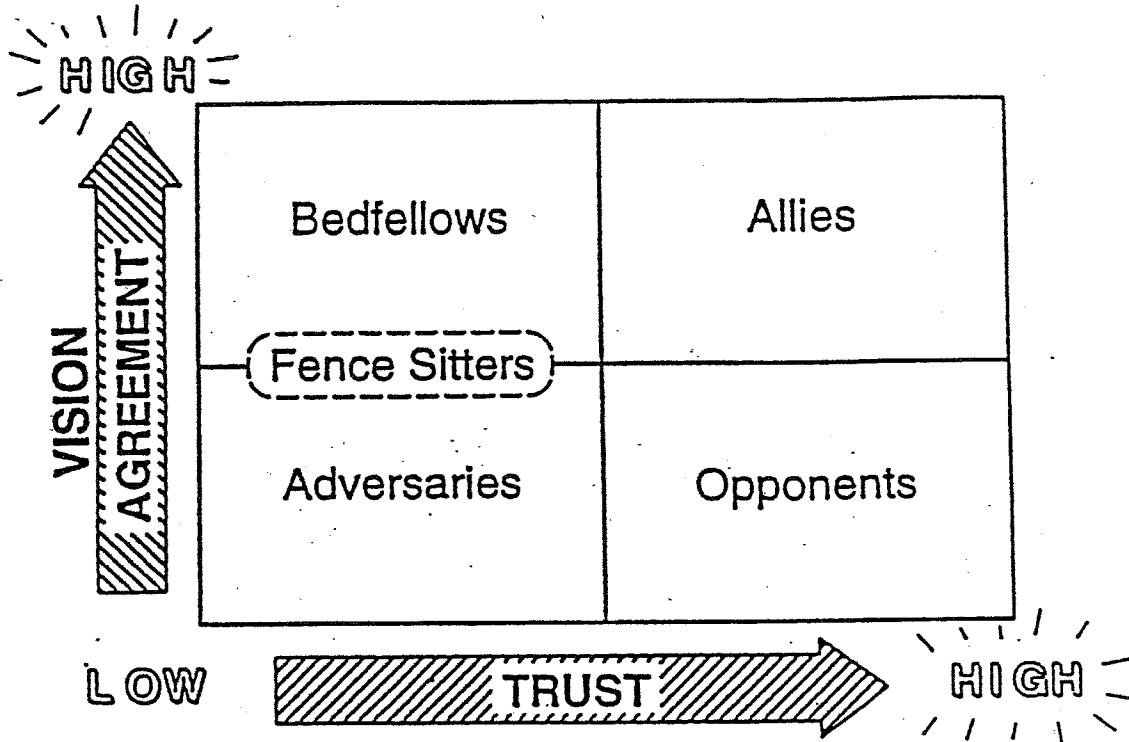 HIGH
Bedfellows
Allies
VISION
AGREEMENT
Fence Sitters
Adversaries
Opponents
LOW
TRUST
HIGH